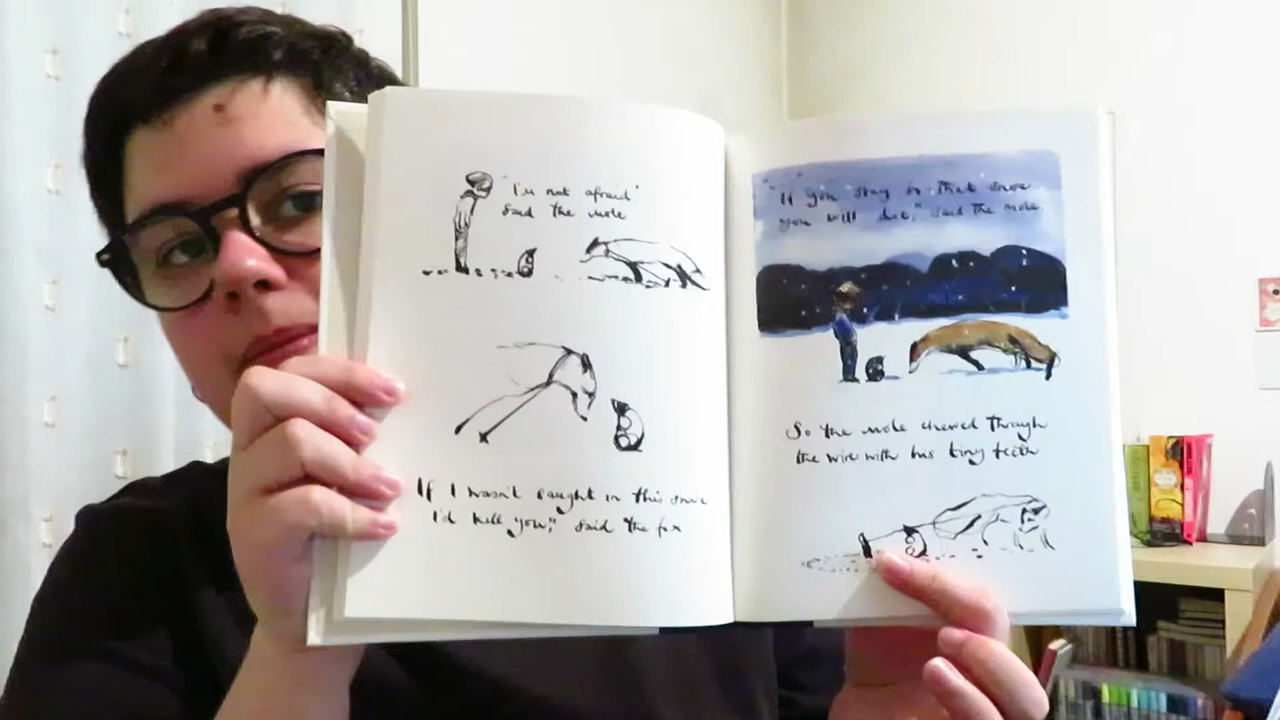 "I'm not afraid"
said the mole
If I wasn't caught in this snare
I'd kill you," said the fox
"If you stay in that snare
you will die," said the mole.
So the mole chewed through
the wire with his tiny teeth